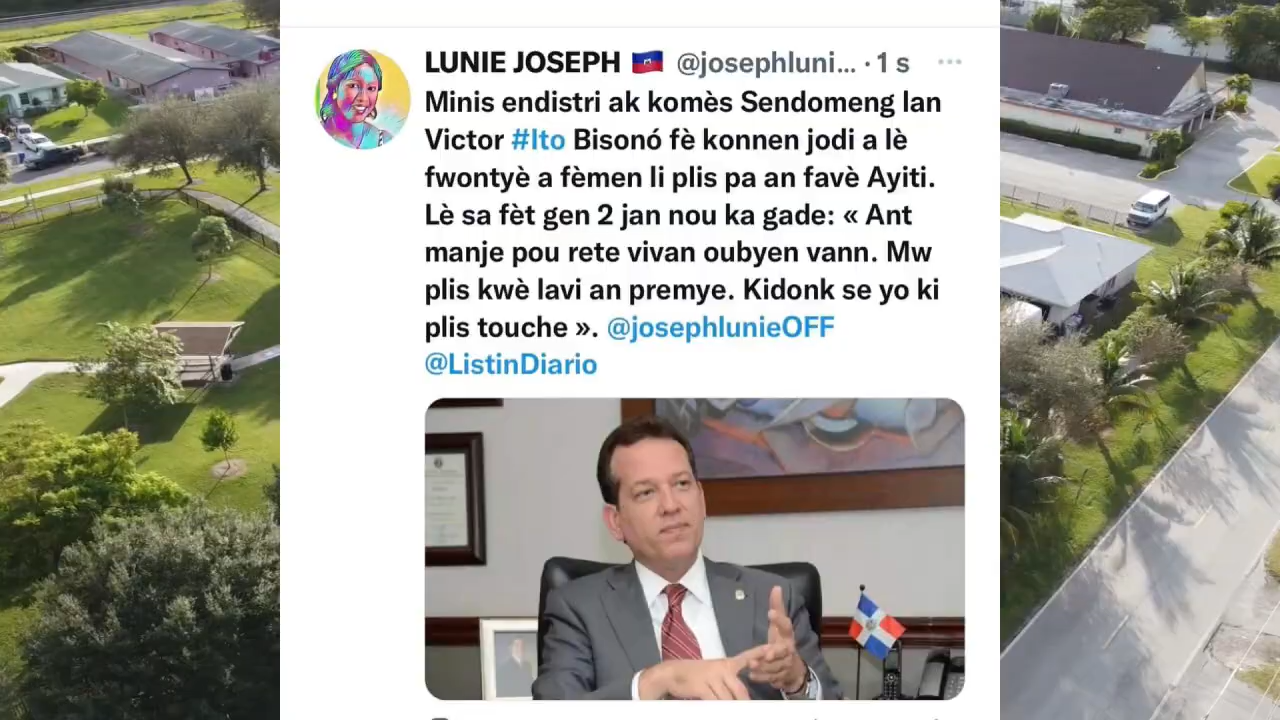 LUNIE JOSEPH 🇭🇹 @josephluni... · 1 s
Minis endistri ak komès Sendomeng lan
Victor #Ito Bisonó fè konnen jodi a lè
fwontyè a fèmen li plis pa an favè Ayiti.
Lè sa fèt gen 2 jan nou ka gade: « Ant
manje pou rete vivan oubyen vann. Mw
plis kwè lavi an premye. Kidonk se yo ki
plis touche ». @josephlunieOFF
@ListinDiario